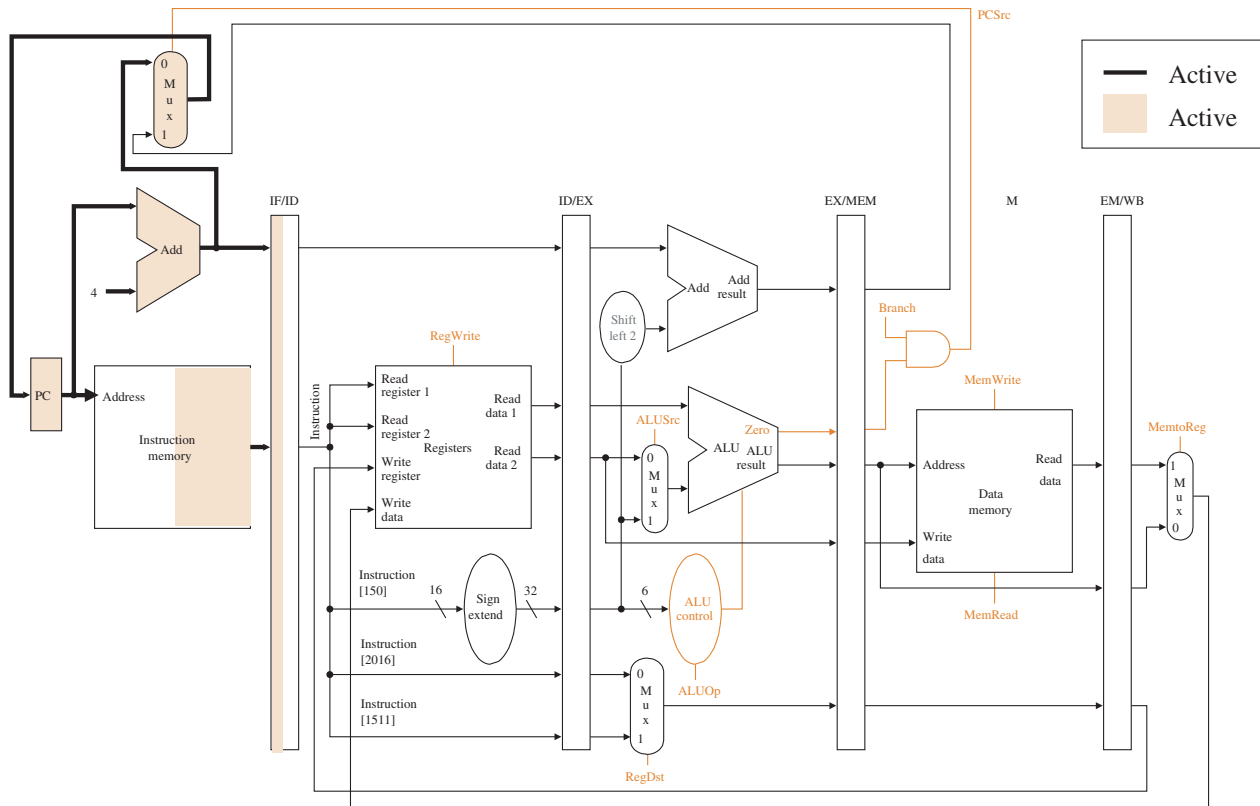 PCSrc
0
M
u
x
1
Active
Active
IF/ID
ID/EX
EX/MEM
M
EM/WB
Add
4
Add
Add
result
Shift
left 2
Branch
RegWrite
MemWrite
PC
Address
Instruction
memory
Instruction
Read
register 1
Read
register 2
Write
register
Write
data
Registers
Read
data 1
Read
data 2
ALUSrc
0
M
u
x
1
Zero
ALU
ALU
result
Address
Write
data
Data
memory
Read
data
MemtoReg
1
M
u
x
0
Instruction
[150]
16
Sign
extend
32
6
ALU
control
MemRead
Instruction
[2016]
ALUOp
Instruction
[1511]
0
M
u
x
1
RegDst